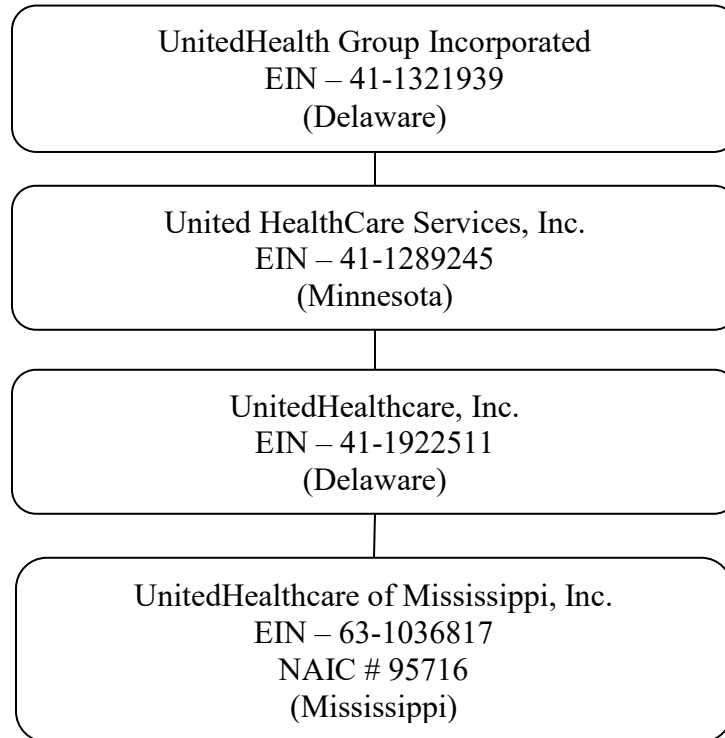 UnitedHealth Group Incorporated
EIN – 41-1321939
(Delaware)
United HealthCare Services, Inc.
EIN – 41-1289245
(Minnesota)
UnitedHealthcare, Inc.
EIN – 41-1922511
(Delaware)
UnitedHealthcare of Mississippi, Inc.
EIN – 63-1036817
NAIC # 95716
(Mississippi)